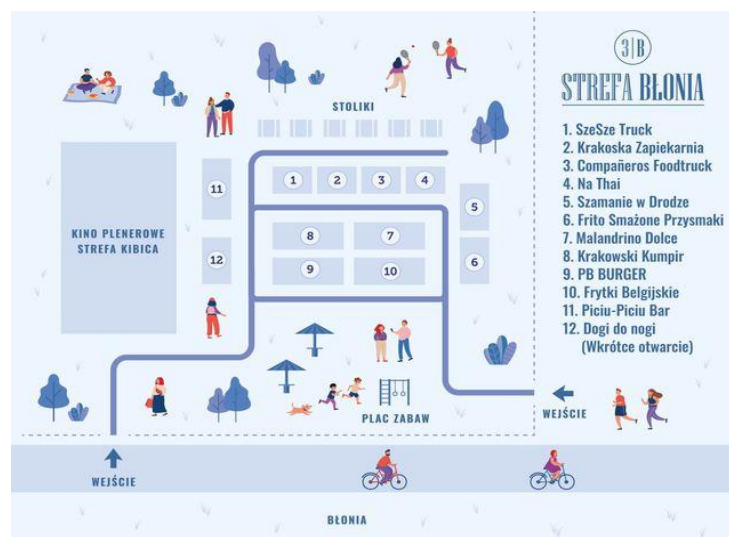 3|B
STREFA BŁONIA
1. SzeSze Truck
2. Krakoska Zapiekarnia
3. Compañeros Foodtruck
4. Na Thai
5. Szamanie w Drodze
6. Frito Smażone Przysmaki
7. Malandrino Dolce
8. Krakowski Kumpir
9. PB BURGER
10. Frytki Belgijskie
11. Piciu-Piciu Bar
12. Dogi do nogi
(Wkrótce otwarcie)
STOLIKI
1 2 3 4
11
5
KINO PLENEROWE
STREFA KIBICA
8 7
12
6
9 10
PLAC ZABAW
WEJŚCIE
WEJŚCIE
BŁONIA